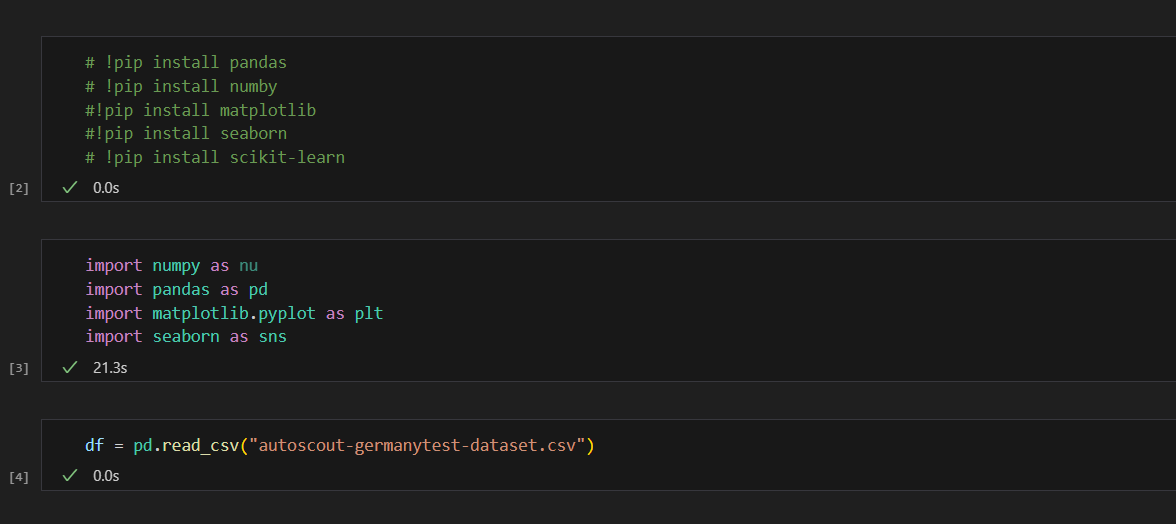 # !pip install pandas
# !pip install numby
#!pip install matplotlib
#!pip install seaborn
# !pip install scikit-learn
[2]
0.0s
import numpy as nu
import pandas as pd
import matplotlib.pyplot as plt
import seaborn as sns
[3]
21.3s
df = pd.read_csv("autoscout-germanytest-dataset.csv")
[4]
0.0s